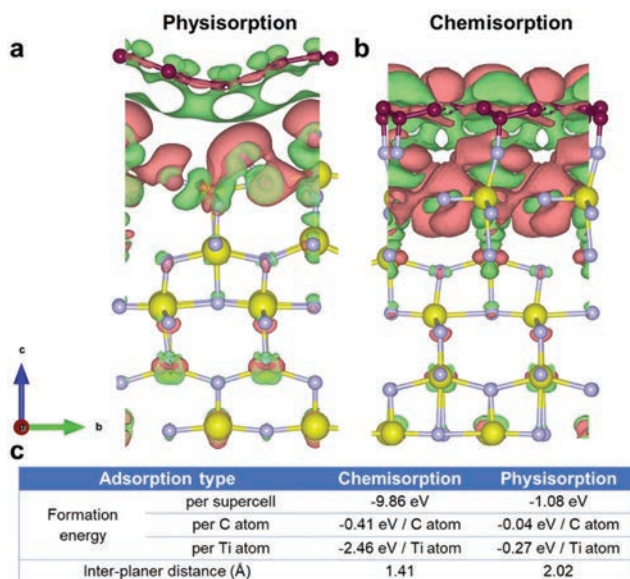 Physisorption
Chemisorption
a
b
c
b
c
Adsorption type Chemisorption Physisorption
Formation energy
per supercell -9.86 eV -1.08 eV
per C atom -0.41 eV / C atom -0.04 eV / C atom
per Ti atom -2.46 eV / Ti atom -0.27 eV / Ti atom
Inter-planer distance (Å) 1.41 2.02